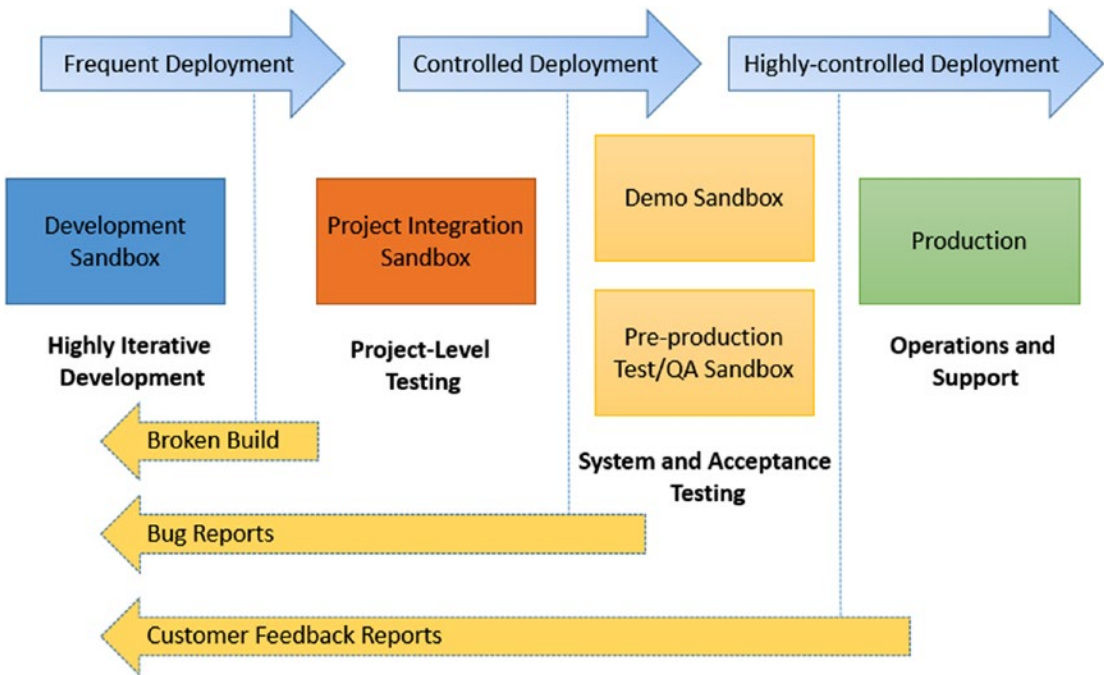 Frequent Deployment
Controlled Deployment
Highly-controlled Deployment
Development
Sandbox
Project Integration
Sandbox
Demo Sandbox
Pre-production
Test/QA Sandbox
Production
Highly Iterative
Development
Project-Level
Testing
System and Acceptance
Testing
Operations and
Support
Broken Build
Bug Reports
Customer Feedback Reports